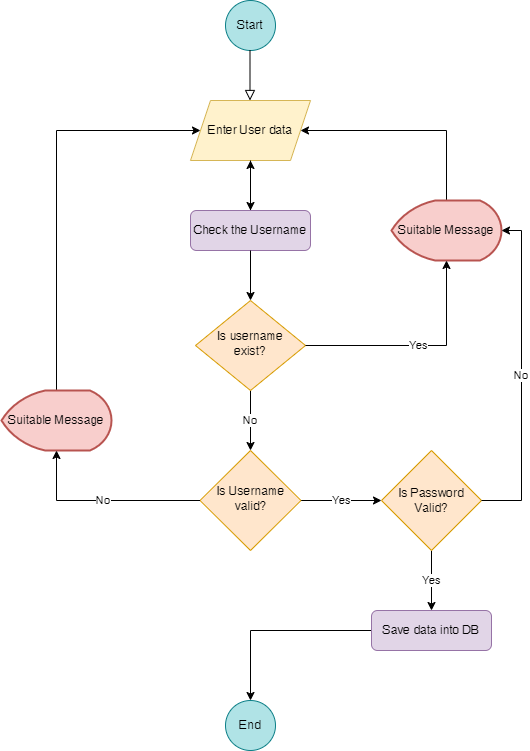 Start
Enter User data
Check the Username
Suitable Message
Is username
exist?
Yes
No
No
Suitable Message
Is Username
valid?
No
Yes
Is Password
Valid?
Yes
Save data into DB
End